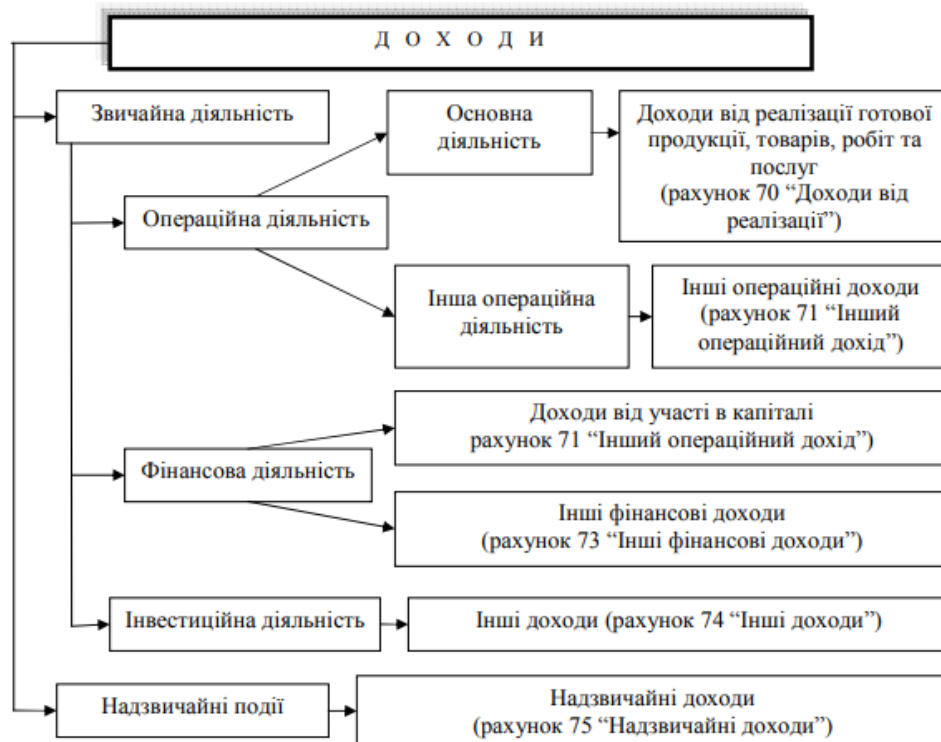 Д О Х О Д И
Звичайна діяльність
Основна
діяльність
Доходи від реалізації готової
продукції, товарів, робіт та
послуг
(рахунок 70 “Доходи від
реалізації”)
Операційна діяльність
Інша операційна
діяльність
Інші операційні доходи
(рахунок 71 “Інший
операційний дохід”)
Доходи від участі в капіталі
рахунок 71 “Інший операційний дохід”)
Фінансова діяльність
Інші фінансові доходи
(рахунок 73 “Інші фінансові доходи”)
Інвестиційна діяльність
Інші доходи (рахунок 74 “Інші доходи”)
Надзвичайні події
Надзвичайні доходи
(рахунок 75 “Надзвичайні доходи”)